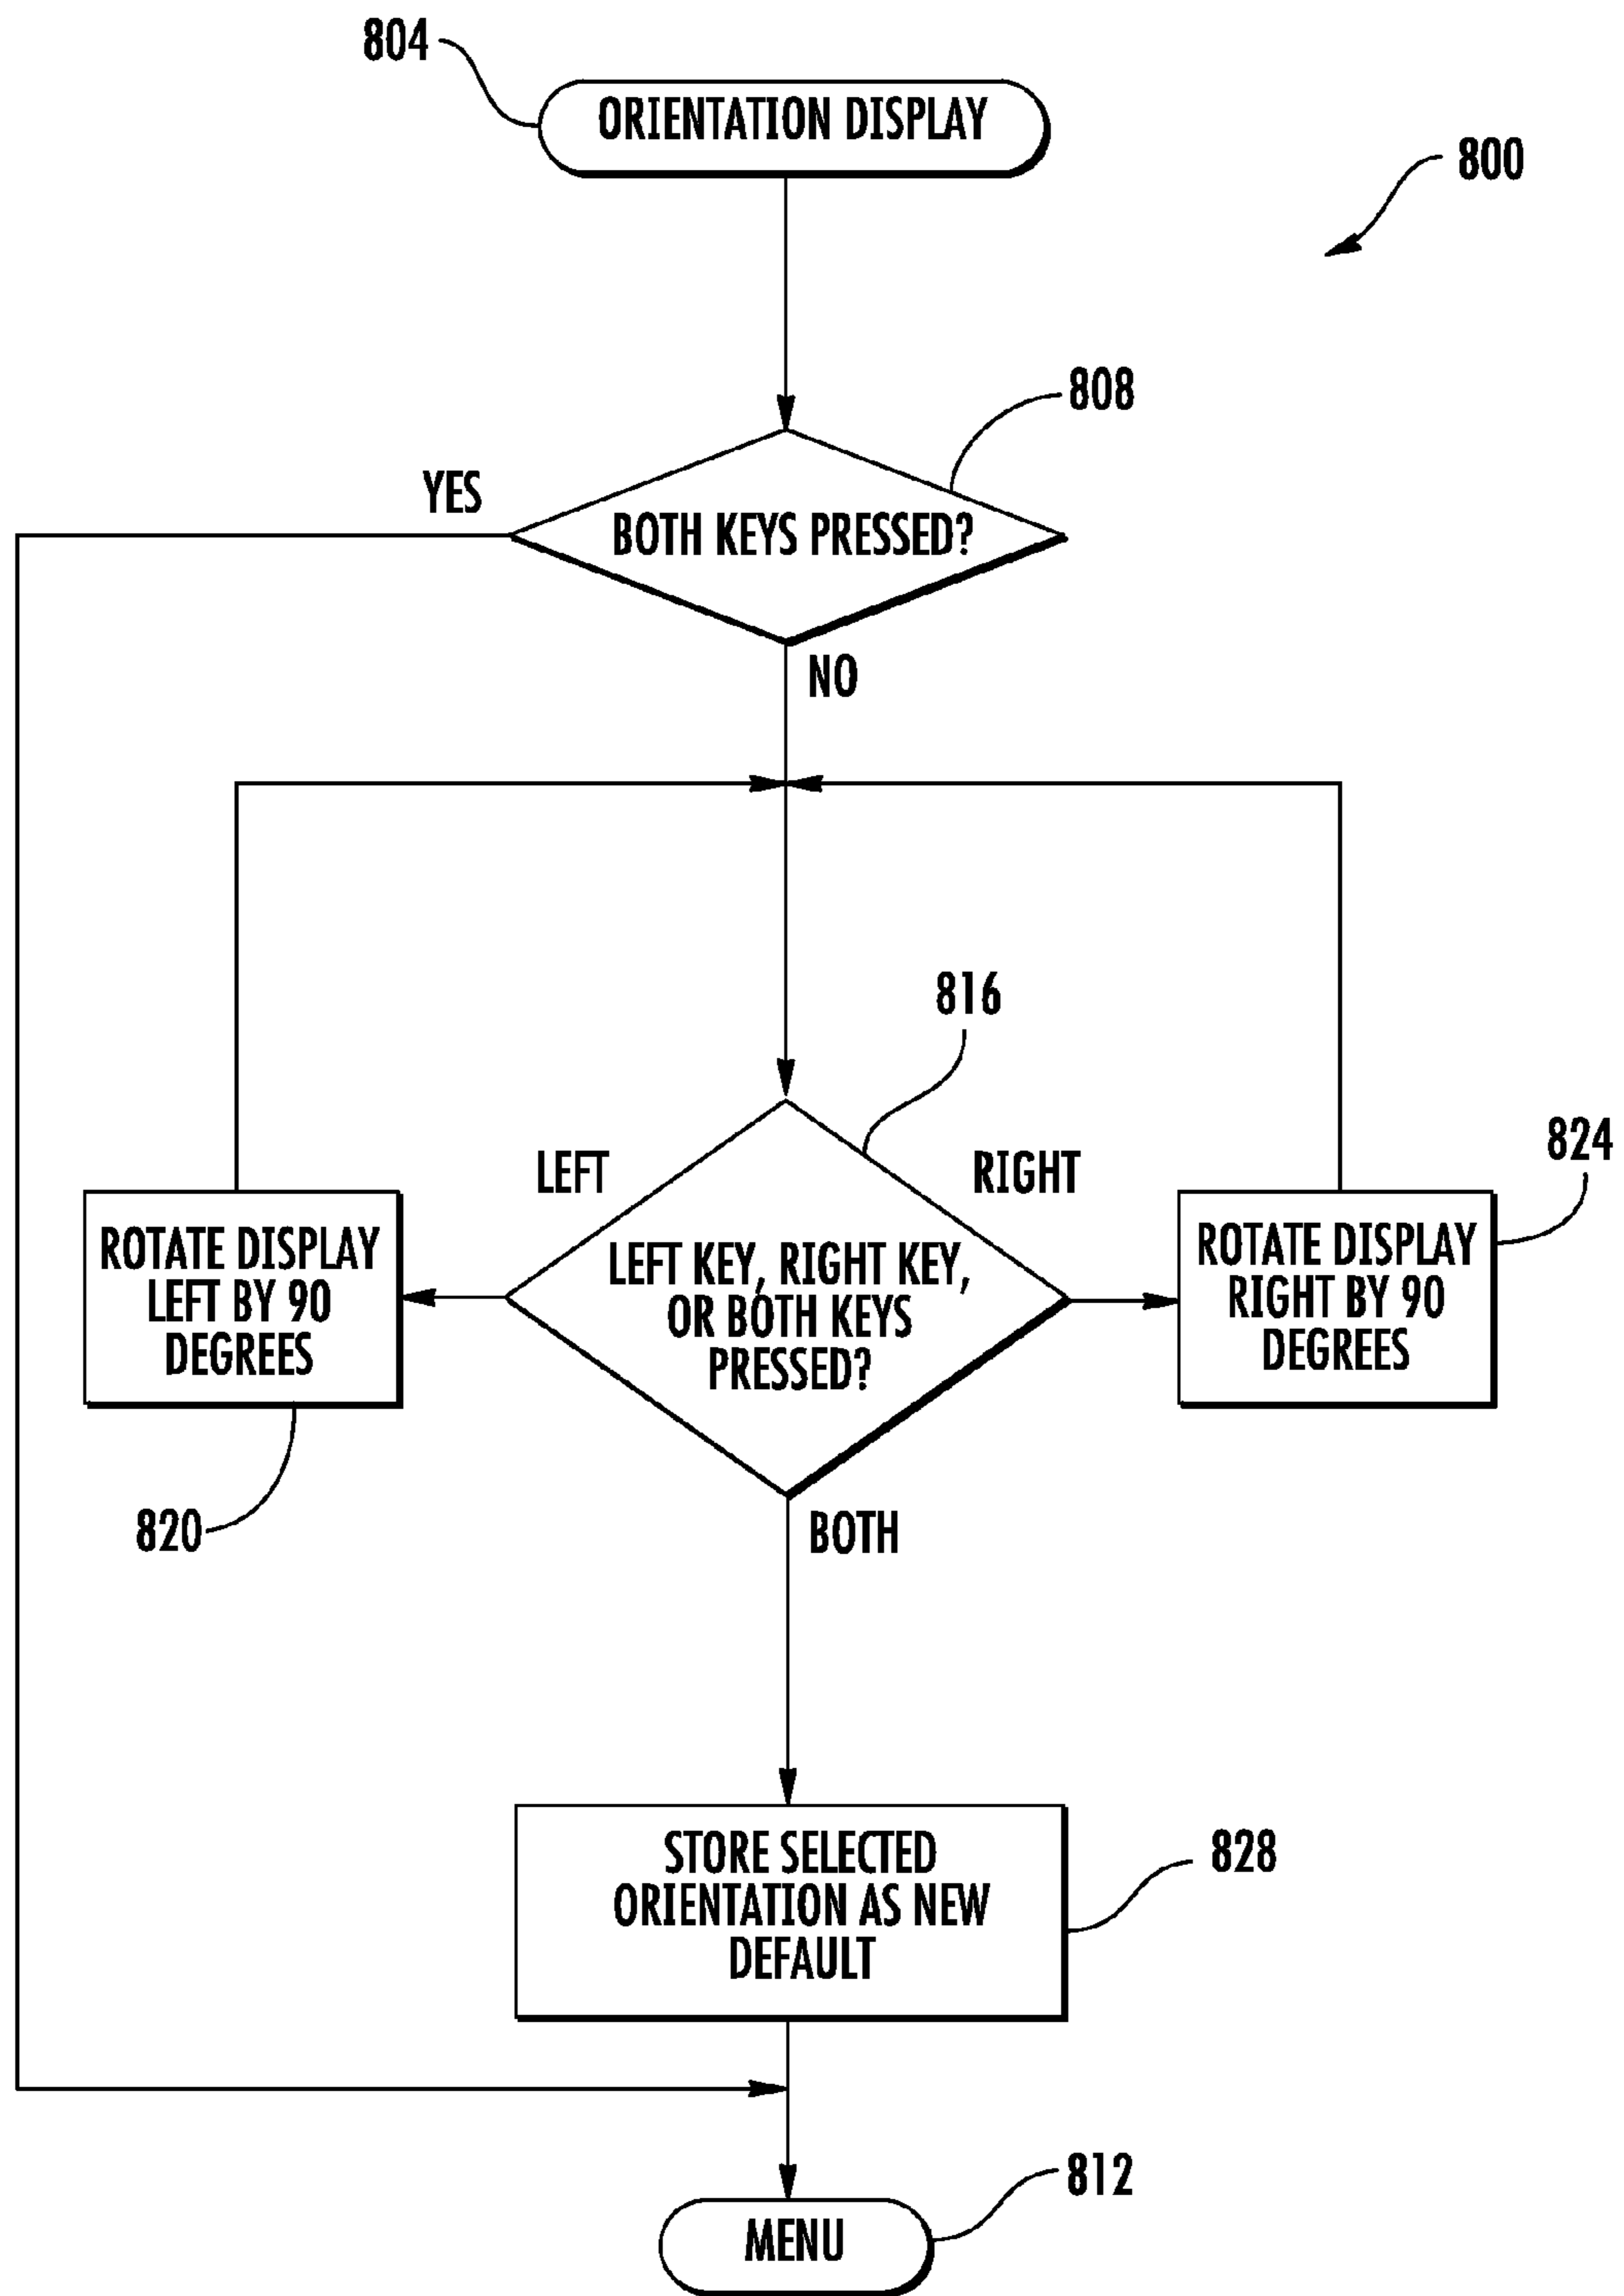 804
ORIENTATION DISPLAY
800
808
YES
BOTH KEYS PRESSED?
NO
816
LEFT
RIGHT
824
ROTATE DISPLAY
LEFT BY 90
DEGREES
LEFT KEY, RIGHT KEY,
OR BOTH KEYS
PRESSED?
ROTATE DISPLAY
RIGHT BY 90
DEGREES
820
BOTH
STORE SELECTED
ORIENTATION AS NEW
DEFAULT
828
812
MENU